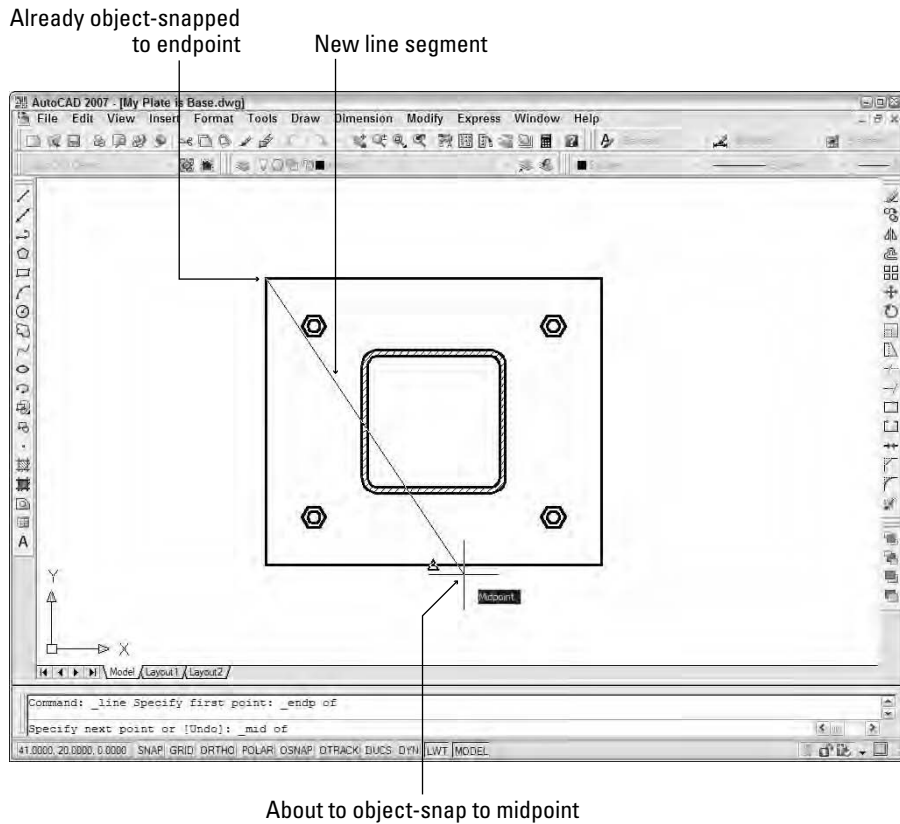 Already object-snapped
to endpoint
New line segment
AutoCAD 2007 - [My Plate is Base.dwg]
File Edit View Insert Format Tools Draw Dimension Modify Express Window Help
A
Y
X
Midpoint
Model Layout1 Layout2
Command: _line Specify first point: _endp of
Specify next point or [Undo]: _mid of
41.0000, 20.0000, 0.0000 SNAP GRID ORTHO POLAR OSNAP OTRACK DUCS DYN LWT MODEL
About to object-snap to midpoint